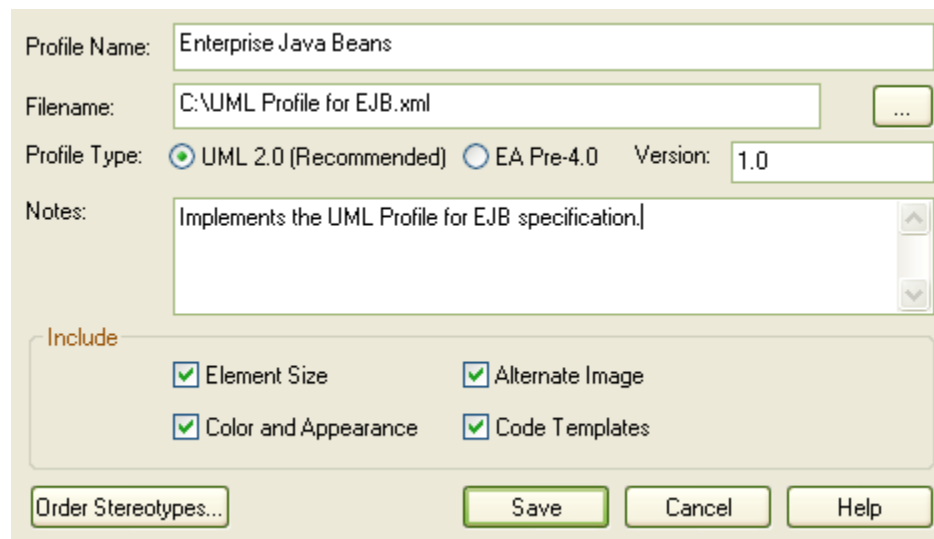 Profile Name: Enterprise Java Beans
Filename: C:\UML Profile for EJB.xml ...
Profile Type: UML 2.0 (Recommended) EA Pre-4.0 Version: 1.0
Notes: Implements the UML Profile for EJB specification.
Include
Element Size Alternate Image
Color and Appearance Code Templates
Order Stereotypes... Save Cancel Help